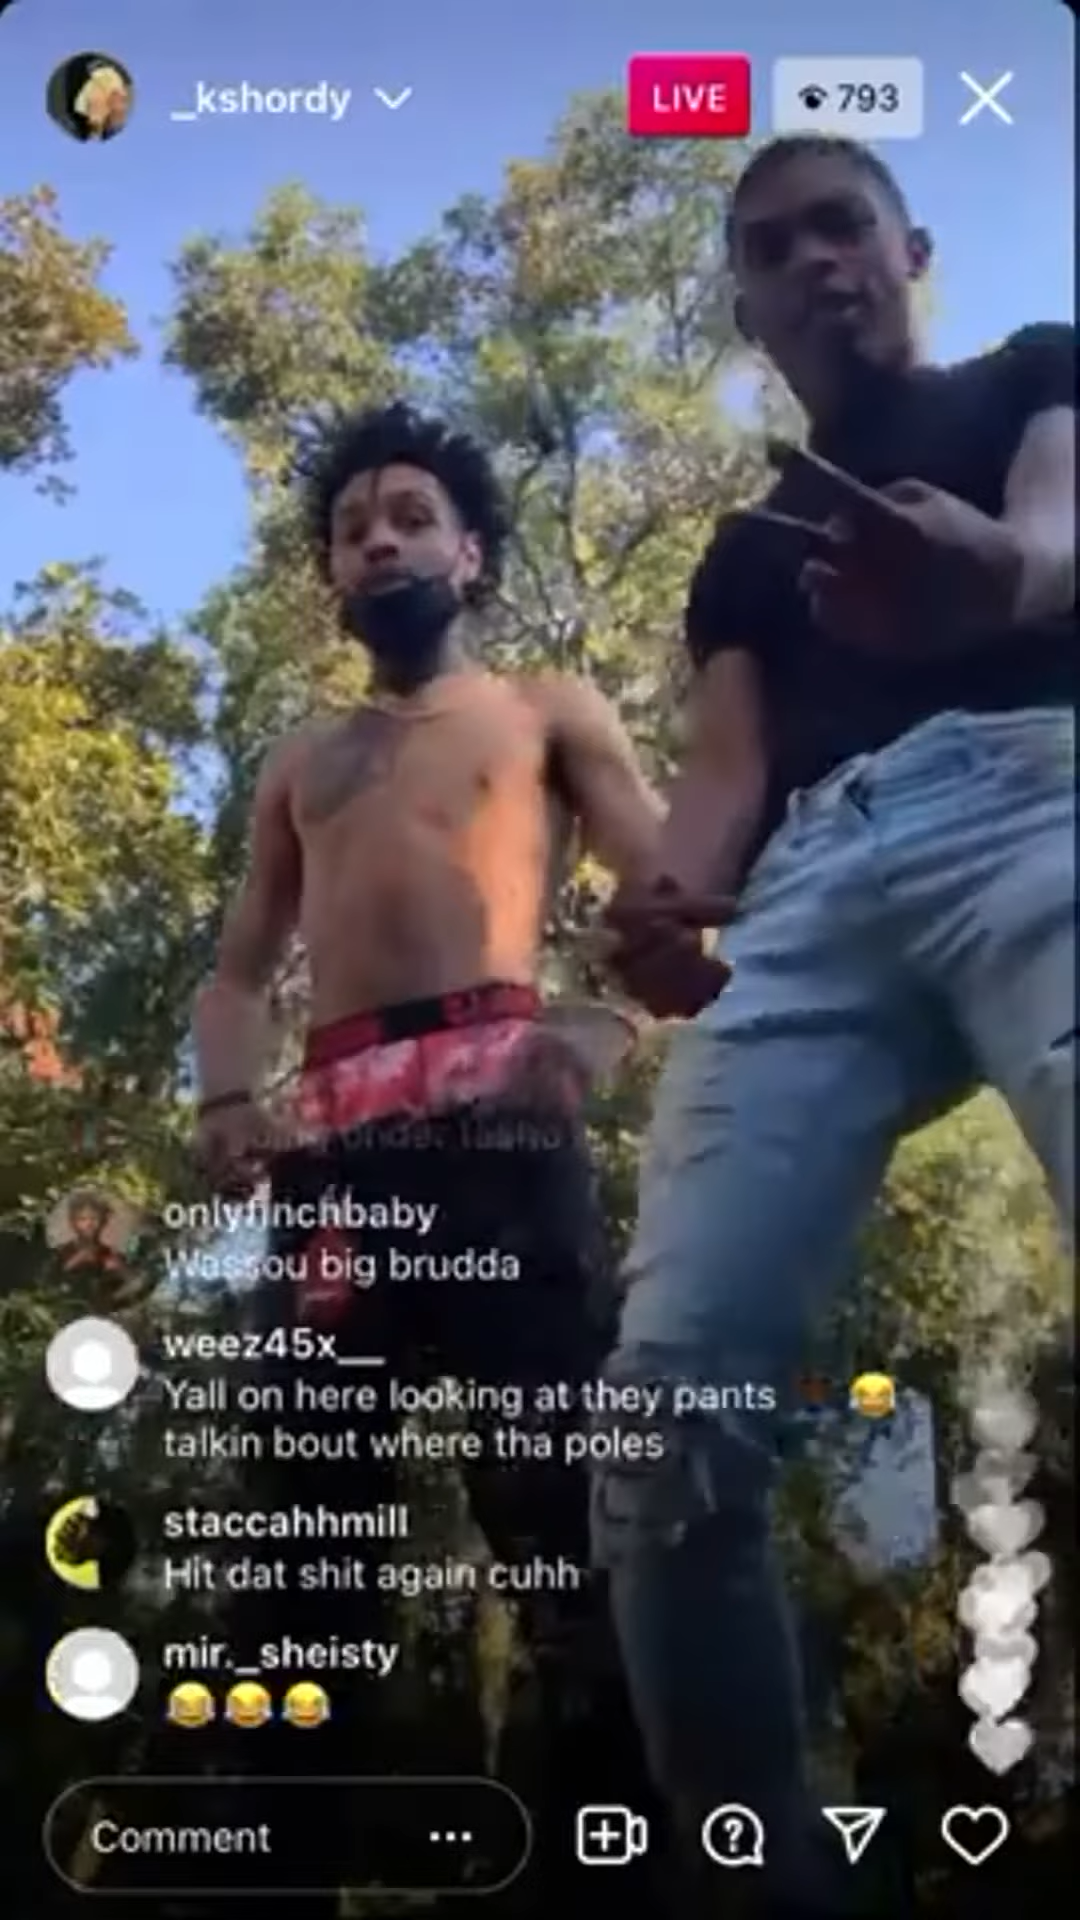 _kshordy
LIVE
793
onlyfinchbaby
Wassou big brudda
weez45x__
Yall on here looking at they pants
talkin bout where tha poles
😂
staccahhmill
Hit dat shit again cuhh
mir._sheisty
😂😂😂
Comment